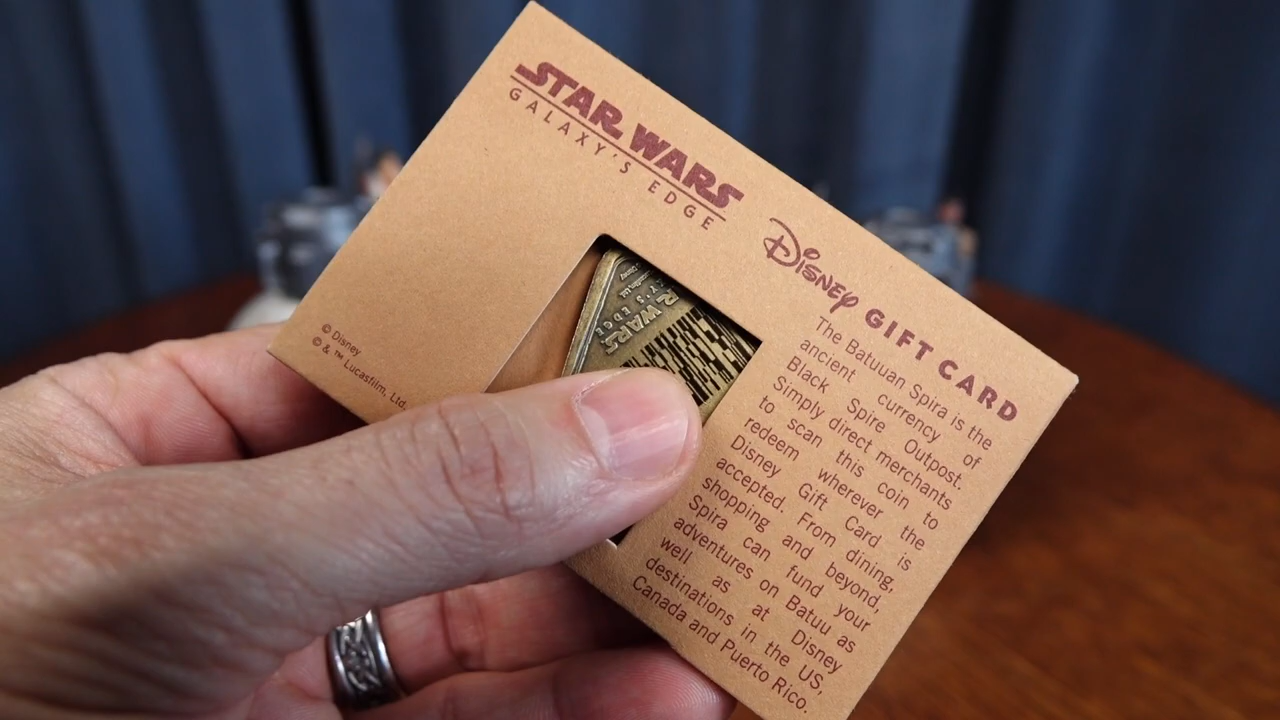 STAR WARS
GALAXY'S EDGE
DISNEY GIFT CARD
The Batuuan Spira is the
ancient currency of
Black Spire Outpost.
Simply direct merchants
to scan this coin to
redeem wherever the
Disney Gift Card is
accepted. From dining,
shopping and beyond,
Spira can fund your
adventures on Batuu as
well as at Disney
destinations in the US,
Canada and Puerto Rico.
© Disney
© & ™ Lucasfilm, Ltd.
WARS
EDGE